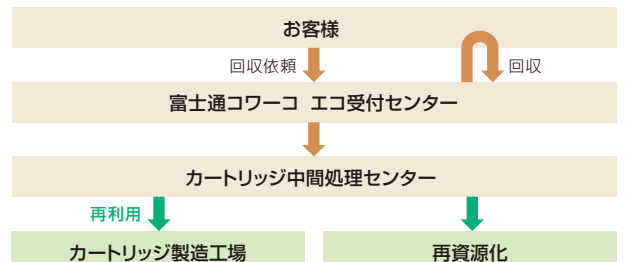 お客様
回収依頼
回収
富士通コワーコ エコ受付センター
カートリッジ中間処理センター
再利用
カートリッジ製造工場
再資源化